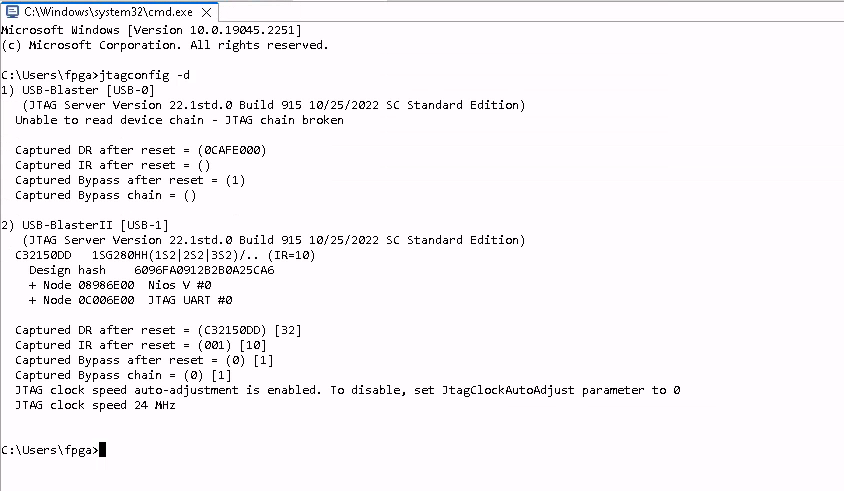 C:\Windows\system32\cmd.exe
Microsoft Windows [Version 10.0.19045.2251]
(c) Microsoft Corporation. All rights reserved.
C:\Users\fpga>jtagconfig -d
1) USB-Blaster [USB-0]
(JTAG Server Version 22.1std.0 Build 915 10/25/2022 SC Standard Edition)
Unable to read device chain - JTAG chain broken
Captured DR after reset = (0CAFE000)
Captured IR after reset = ()
Captured Bypass after reset = (1)
Captured Bypass chain = ()
2) USB-BlasterII [USB-1]
(JTAG Server Version 22.1std.0 Build 915 10/25/2022 SC Standard Edition)
C32150DD   1SG280HH(1S2|2S2|3S2)/.. (IR=10)
Design hash    6096FA0912B2B0A25CA6
+ Node 08986E00  Nios V #0
+ Node 0C006E00  JTAG UART #0
Captured DR after reset = (C32150DD) [32]
Captured IR after reset = (001) [10]
Captured Bypass after reset = (0) [1]
Captured Bypass chain = (0) [1]
JTAG clock speed auto-adjustment is enabled. To disable, set JtagClockAutoAdjust parameter to 0
JTAG clock speed 24 MHz
C:\Users\fpga>